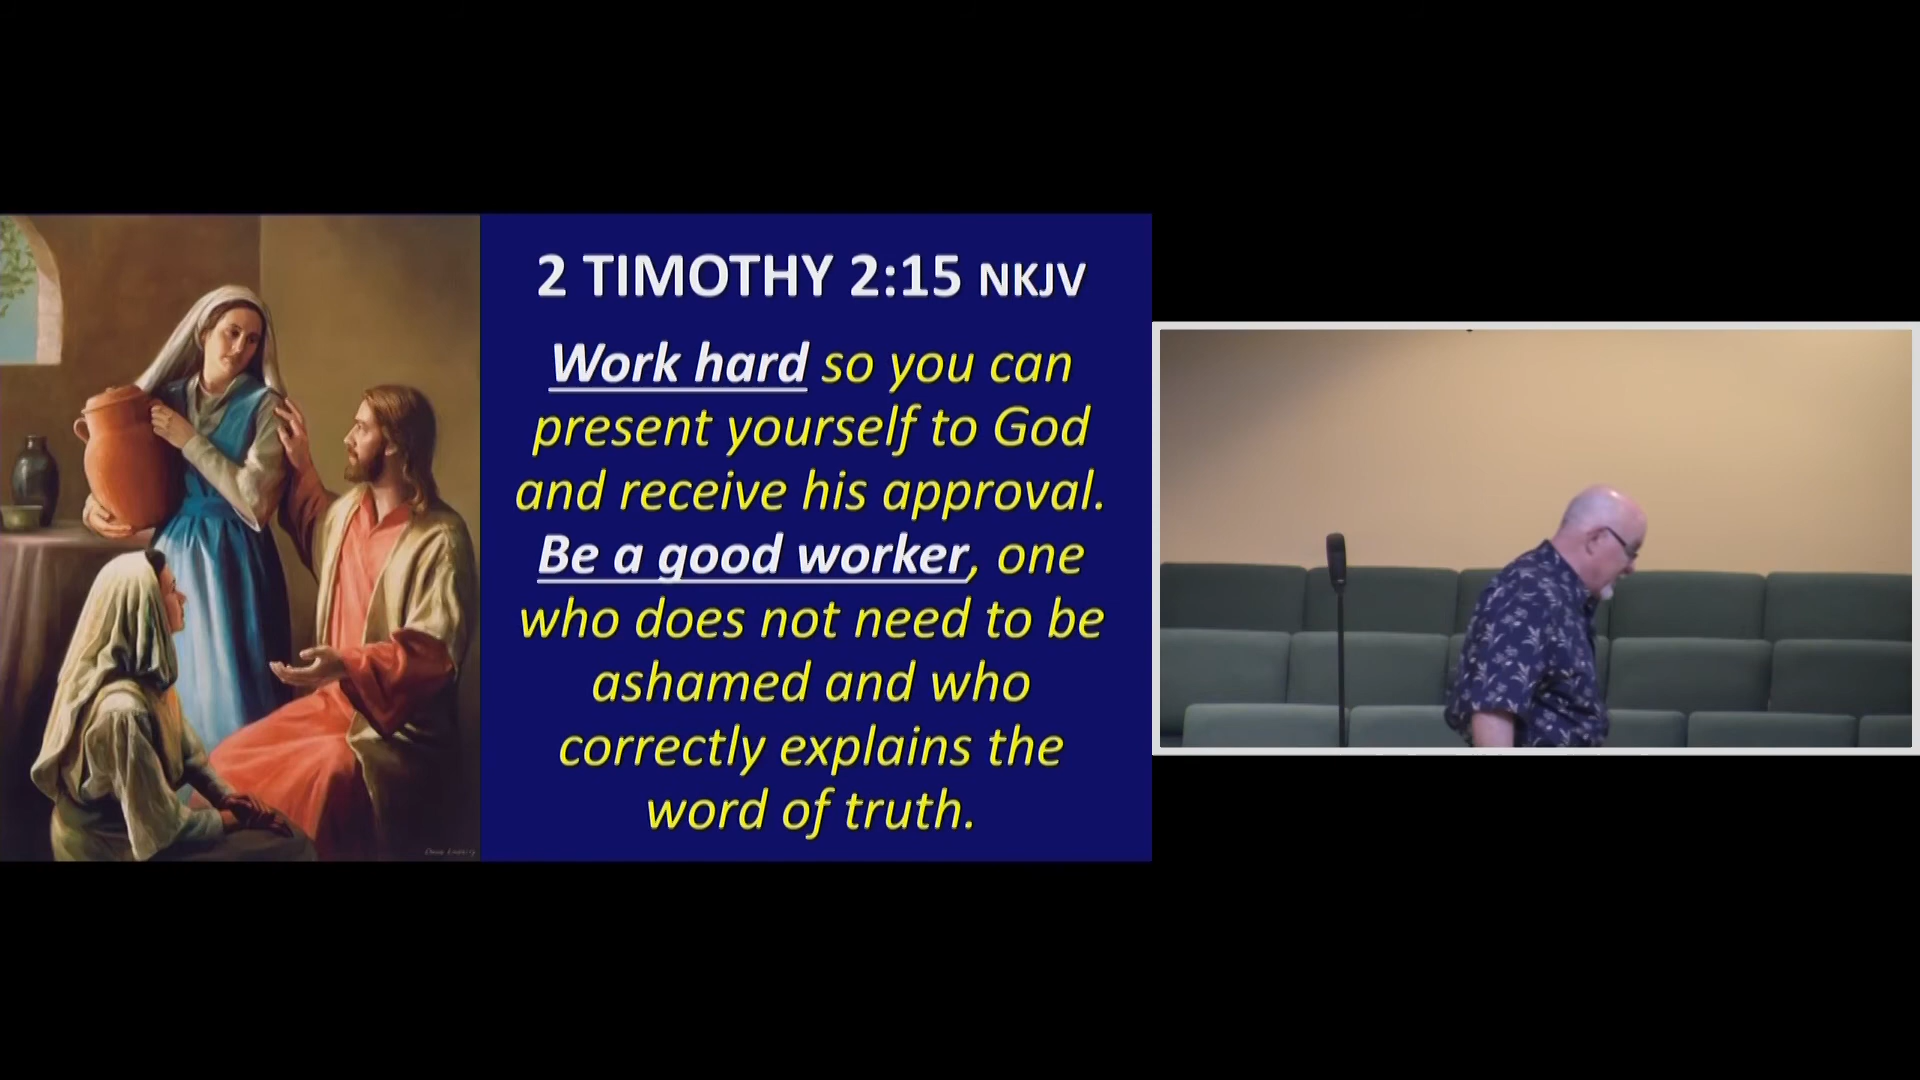 2 TIMOTHY 2:15 NKJV
Work hard so you can
present yourself to God
and receive his approval.
Be a good worker, one
who does not need to be
ashamed and who
correctly explains the
word of truth.